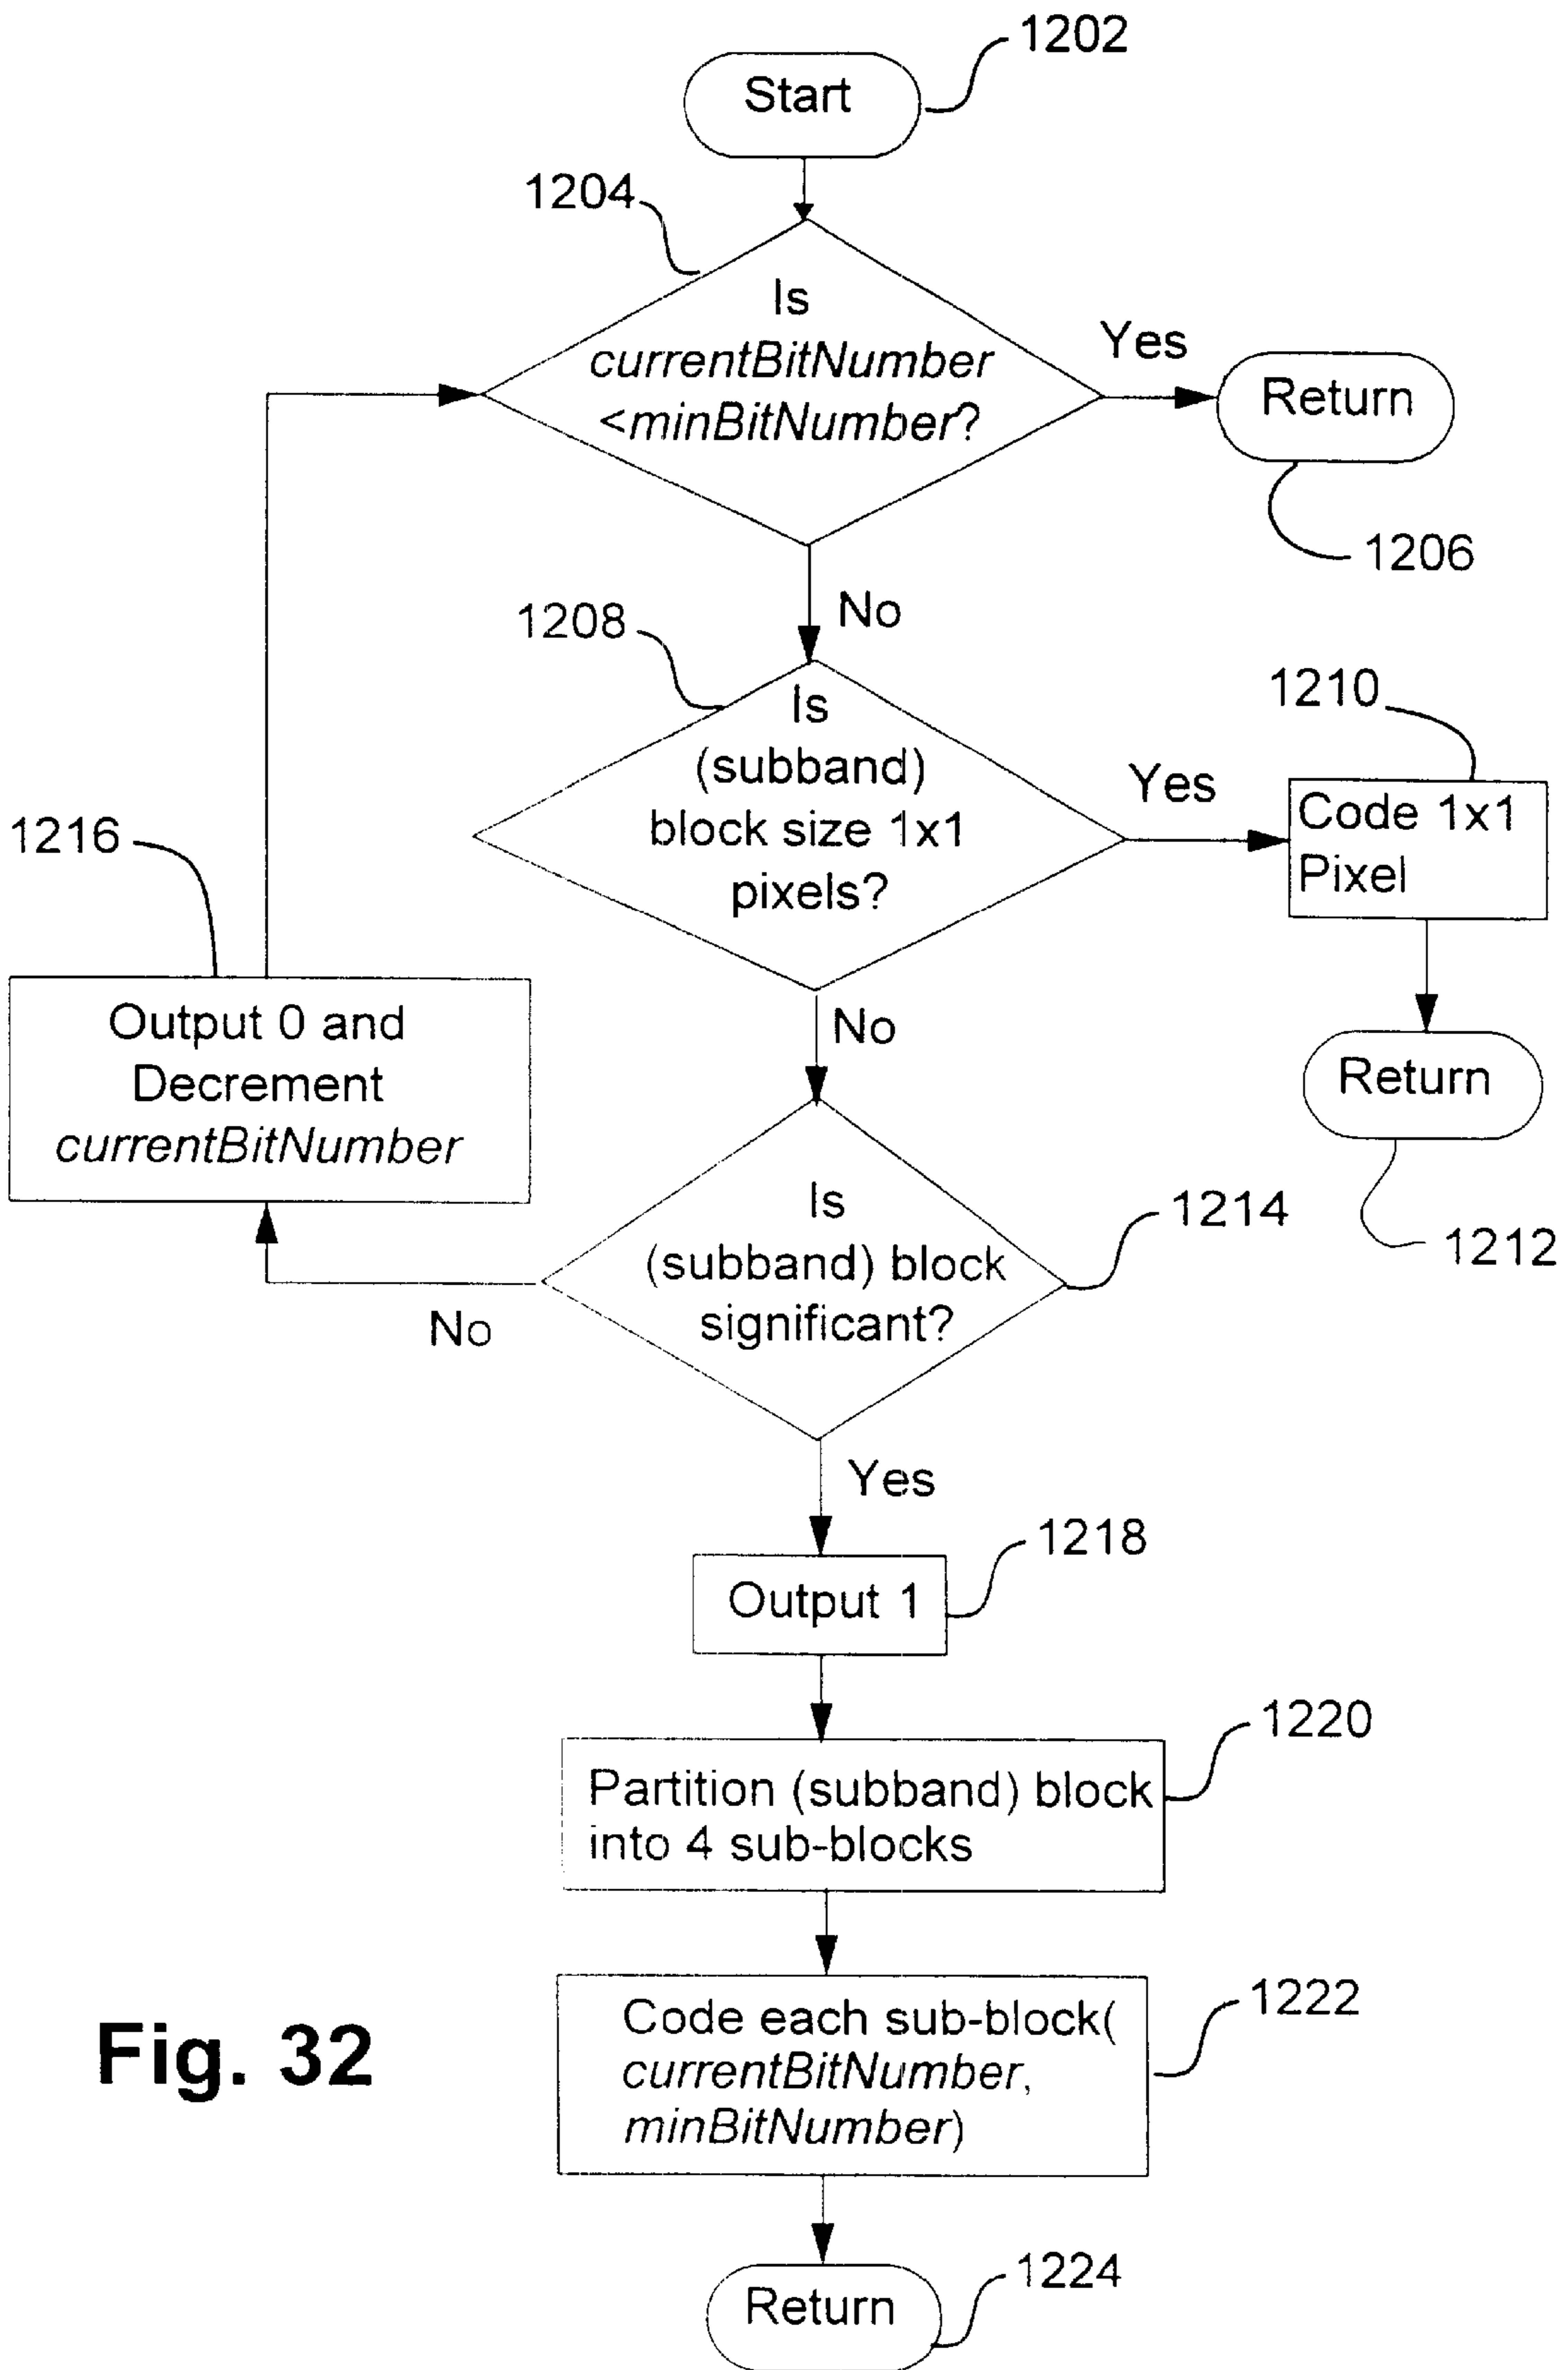 1202
Start
1204
Is
currentBitNumber
<minBitNumber?
Yes
Return
1206
No
1208
Is
(subband)
block size 1x1
pixels?
Yes
1210
Code 1x1
Pixel
Return
1212
1216
Output 0 and
Decrement
currentBitNumber
No
Is
(subband) block
significant?
1214
No
Yes
1218
Output 1
1220
Partition (subband) block
into 4 sub-blocks
1222
Code each sub-block(
currentBitNumber,
minBitNumber)
Fig. 32
Return
1224